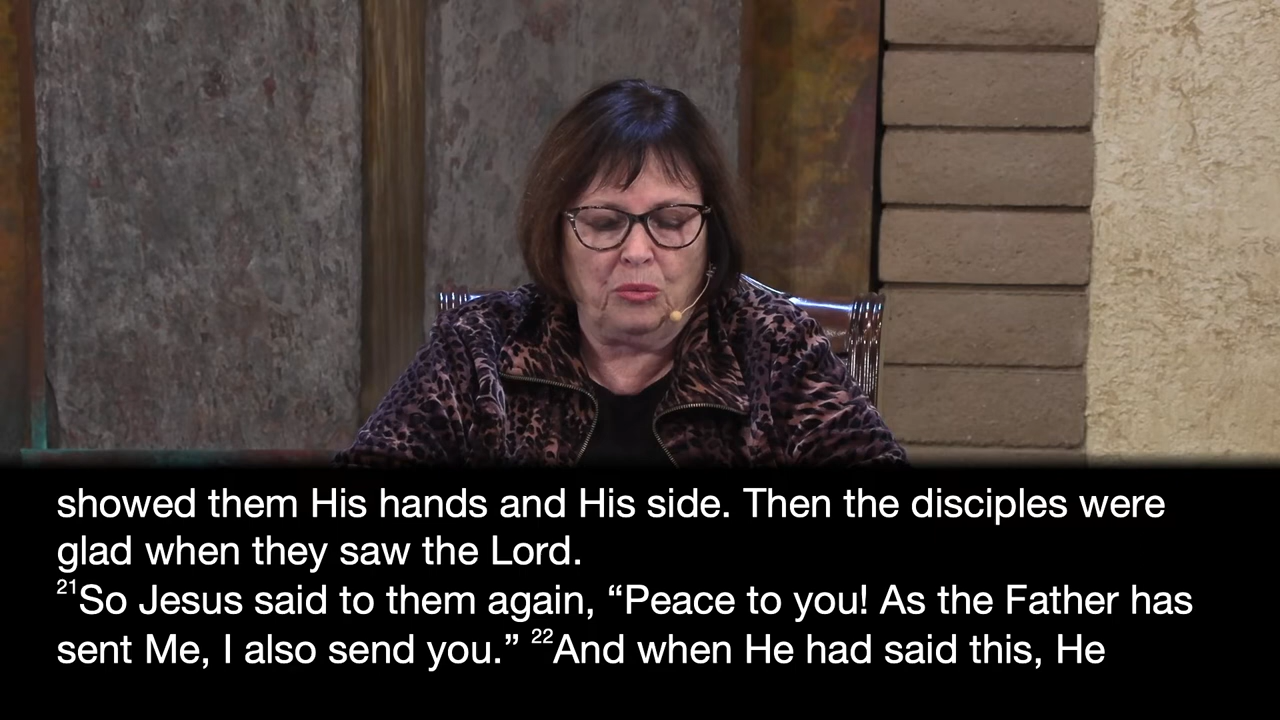 showed them His hands and His side. Then the disciples were
glad when they saw the Lord.
21So Jesus said to them again, “Peace to you! As the Father has
sent Me, I also send you.” 22And when He had said this, He